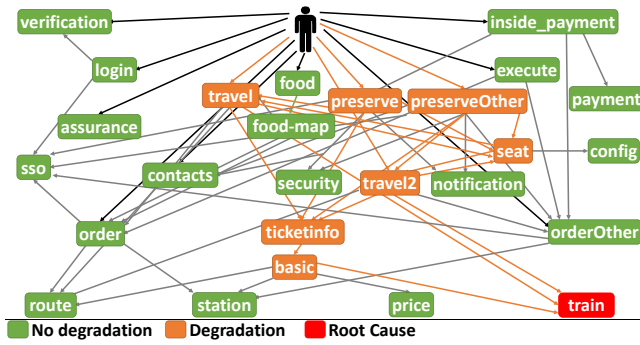 verification
inside_payment
login
execute
food
travel
preserve
preserveOther
payment
assurance
food-map
seat
config
sso
contacts
security
travel2
notification
order
ticketinfo
orderOther
basic
route
station
price
train
No degradation
Degradation
Root Cause